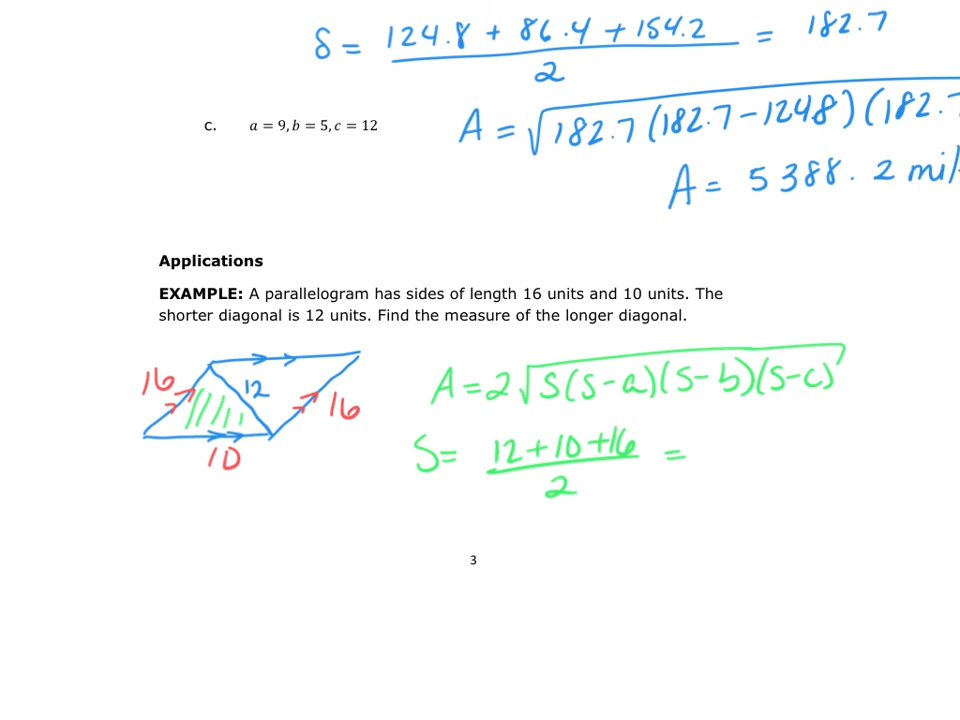 S = 124.8 + 86.4 + 154.2 / 2 = 182.7
c. a = 9, b = 5, c = 12
A = √182.7 (182.7 - 124.8) (182.7
A = 5388.2 mi
Applications
EXAMPLE: A parallelogram has sides of length 16 units and 10 units. The
shorter diagonal is 12 units. Find the measure of the longer diagonal.
16 12 16
10
A = 2√S(S-a)(S-b)(S-c)
S = 12 + 10 + 16 / 2 =
3